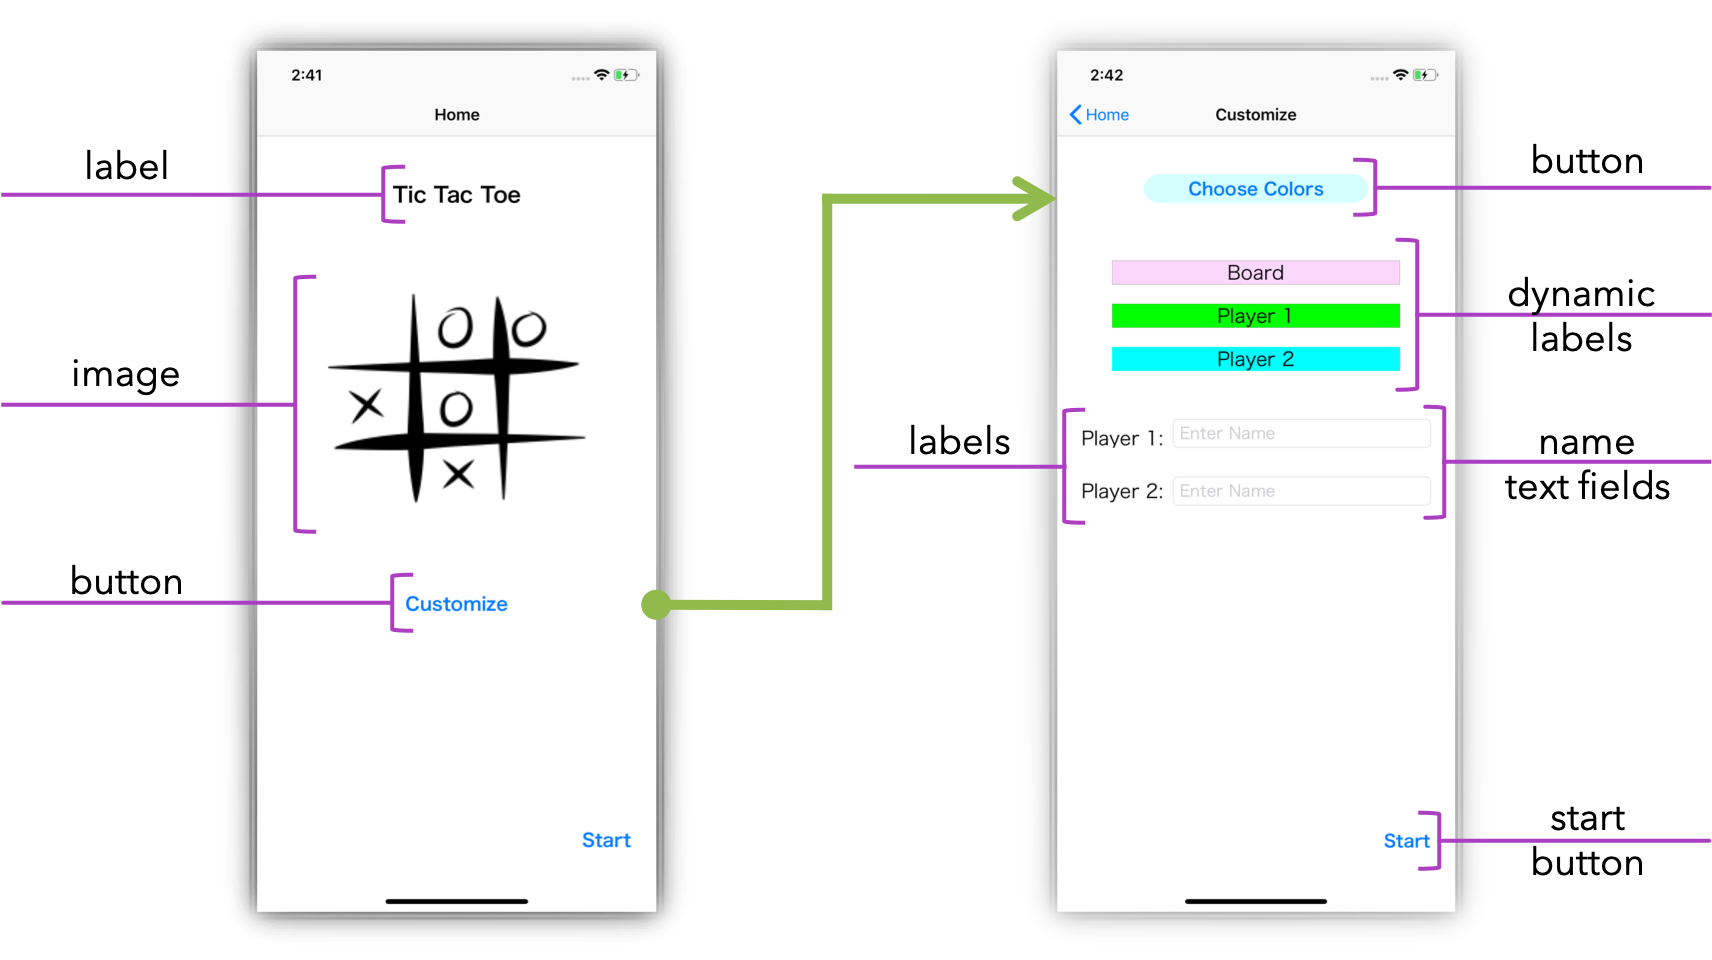 2:41
Home
label
Tic Tac Toe
image
button
Customize
Start
2:42
Home
Customize
Choose Colors
button
Board
Player 1
Player 2
dynamic
labels
labels
Player 1:
Enter Name
Player 2:
Enter Name
name
text fields
Start
start
button